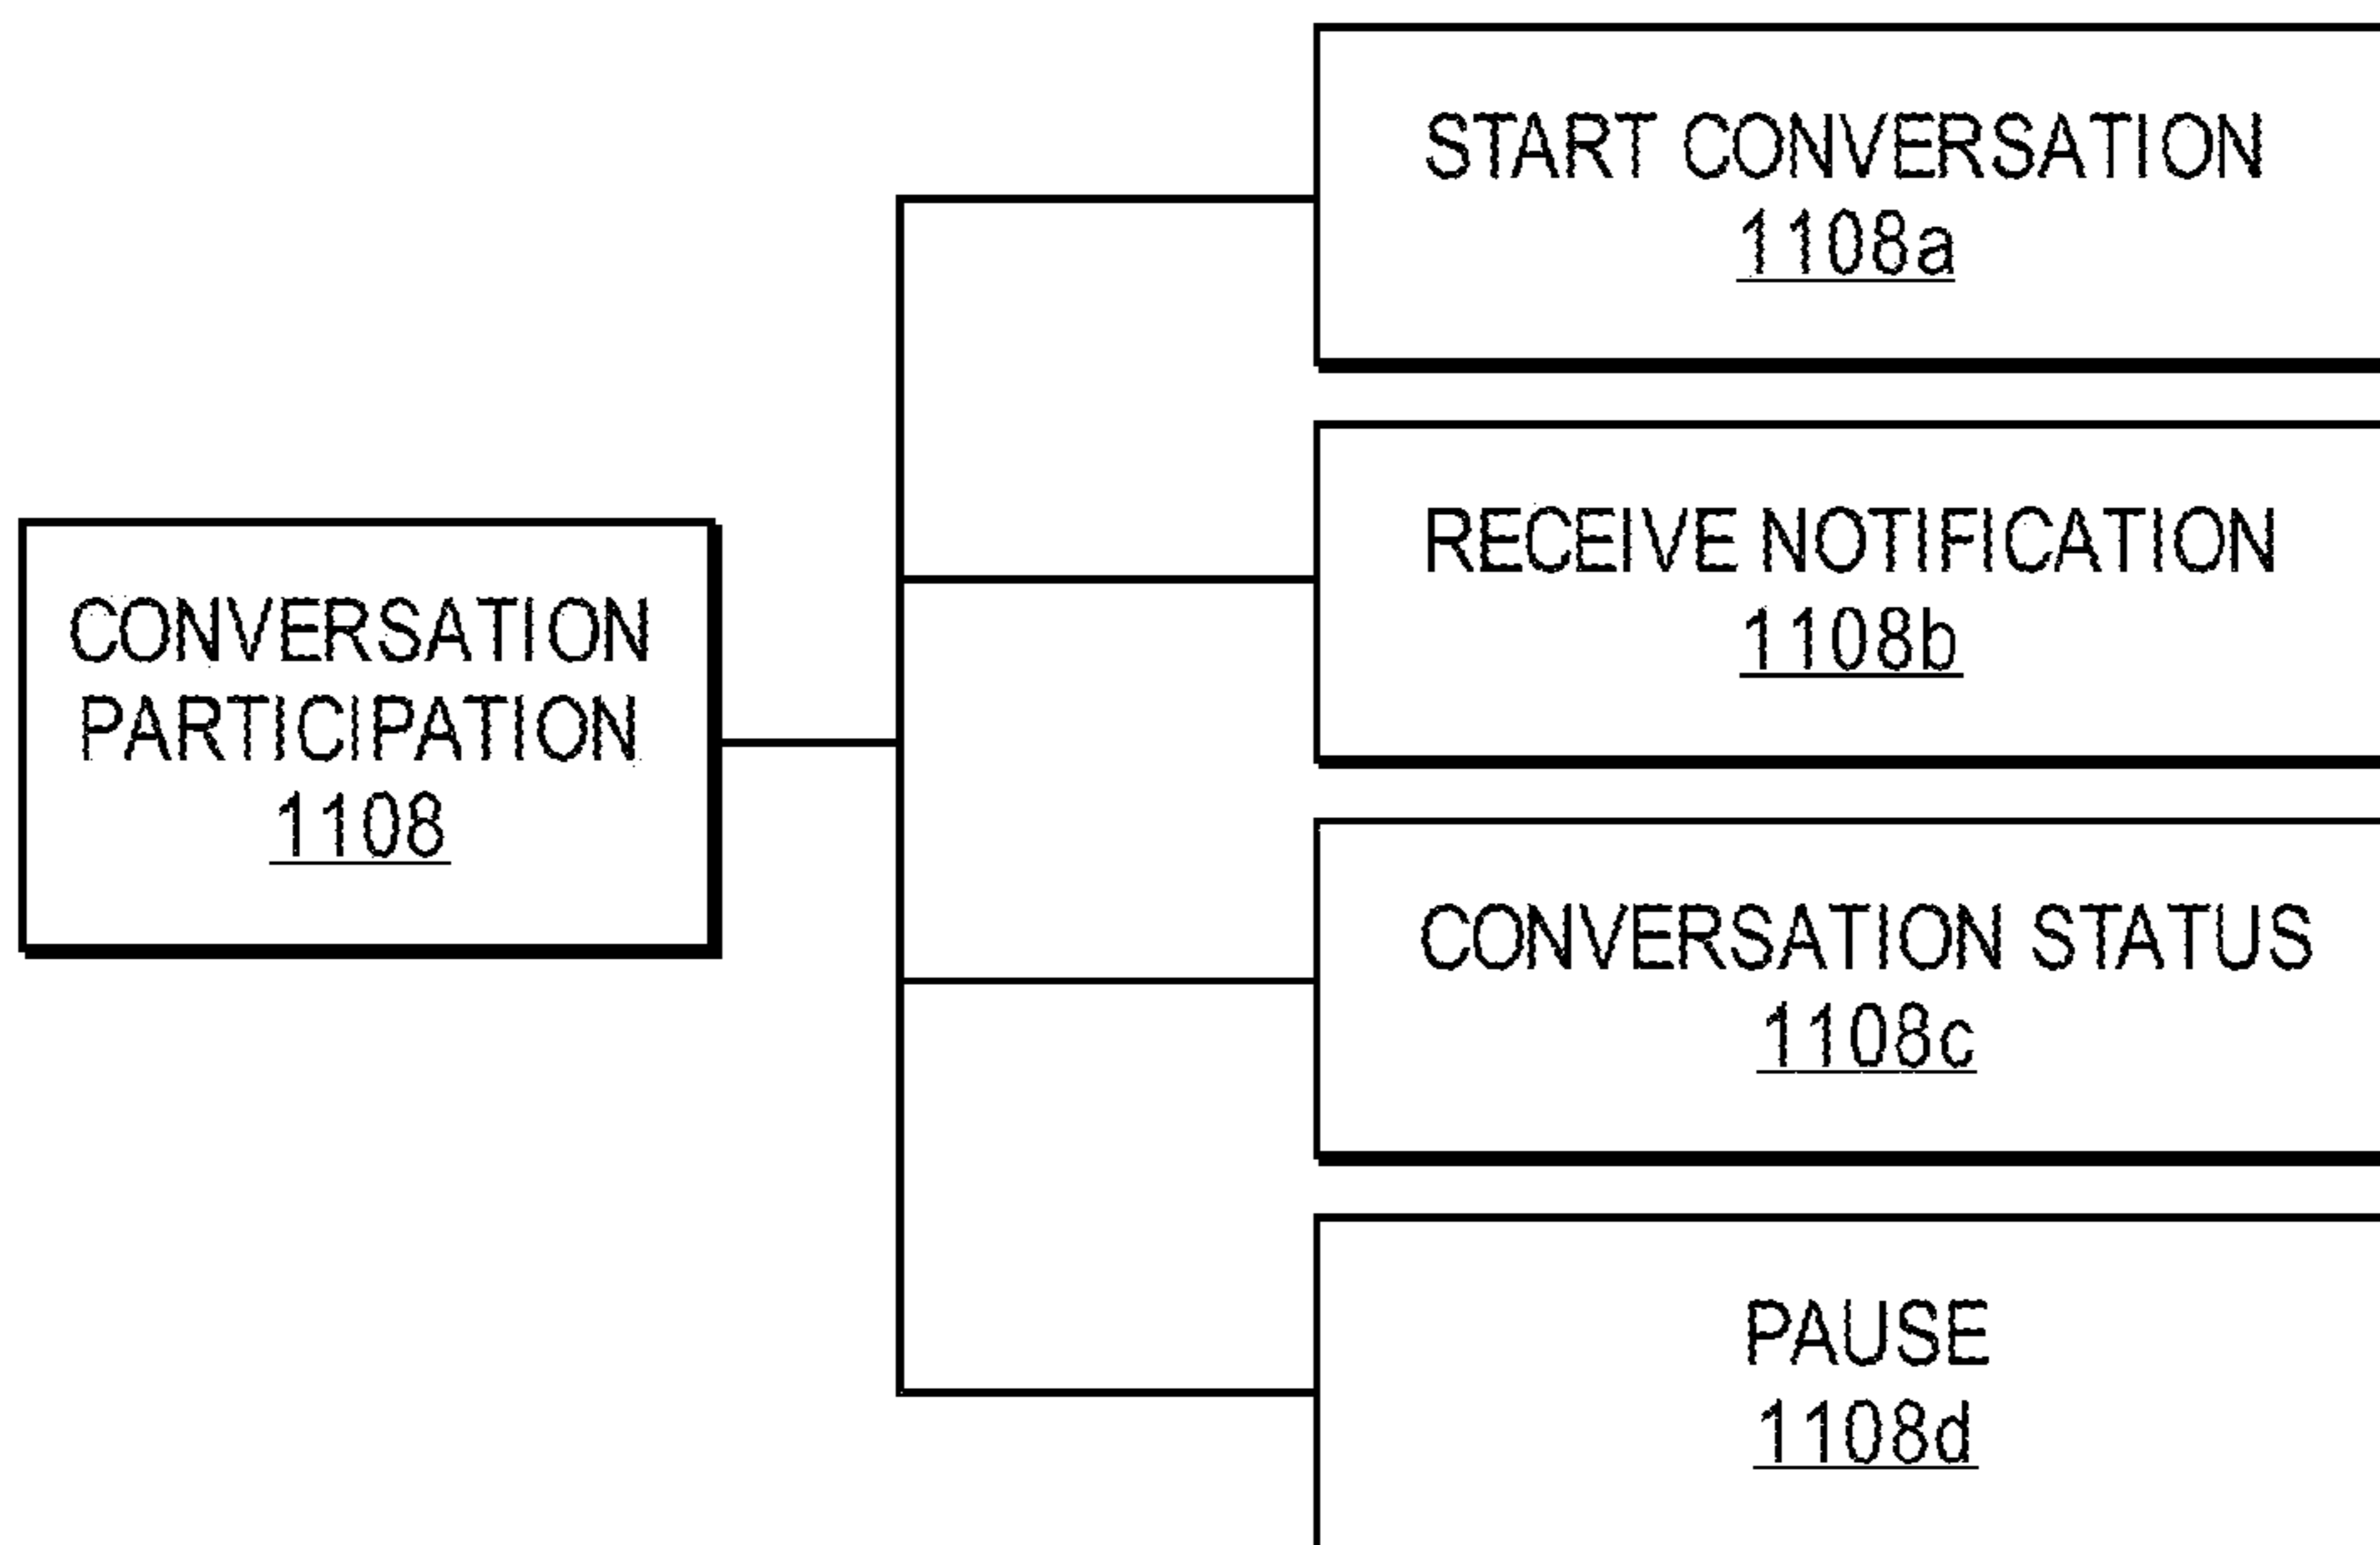 START CONVERSATION
1108a
RECEIVE NOTIFICATION
1108b
CONVERSATION
PARTICIPATION
1108
CONVERSATION STATUS
1108c
PAUSE
1108d